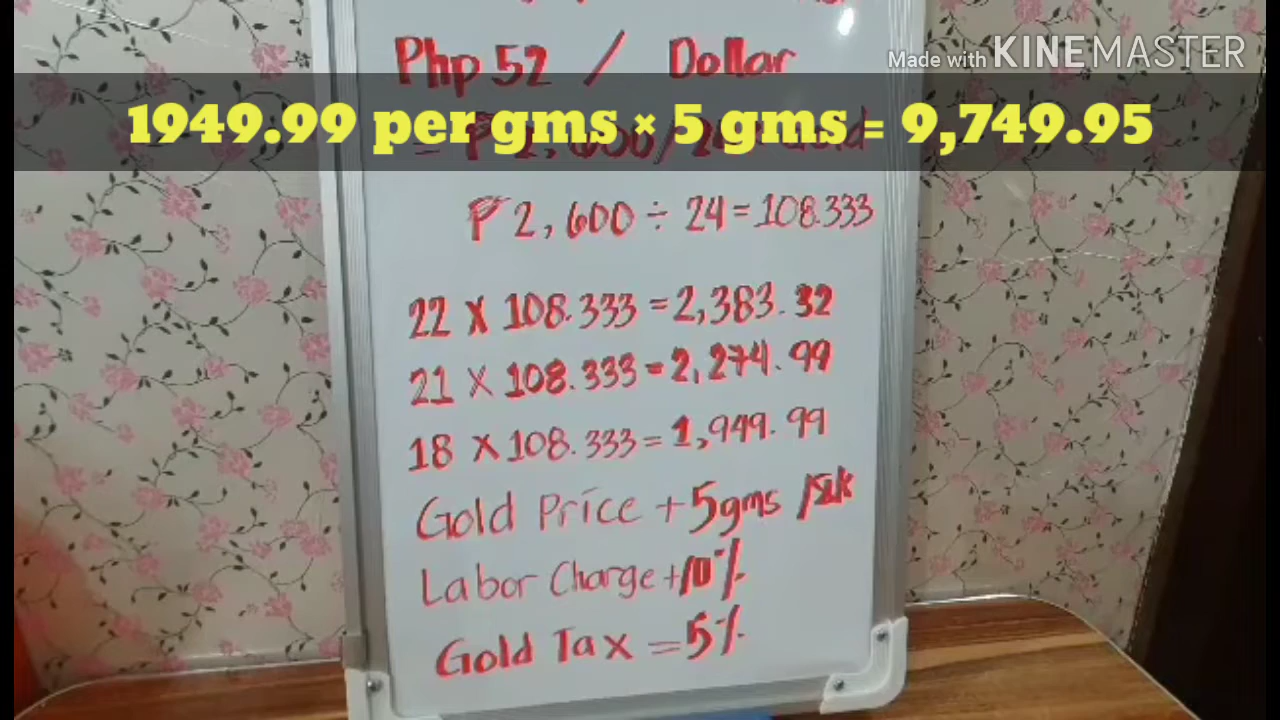 Made with KINEMASTER
Php 52 / Dollar
1949.99 per gms × 5 gms = 9,749.95
₱ 2,600 ÷ 24 = 108.333
22 X 108.333 = 2,383.32
21 X 108.333 = 2,274.99
18 X 108.333 = 1,949.99
Gold Price + 5gms
Labor Charge + 10%
Gold Tax = 5%